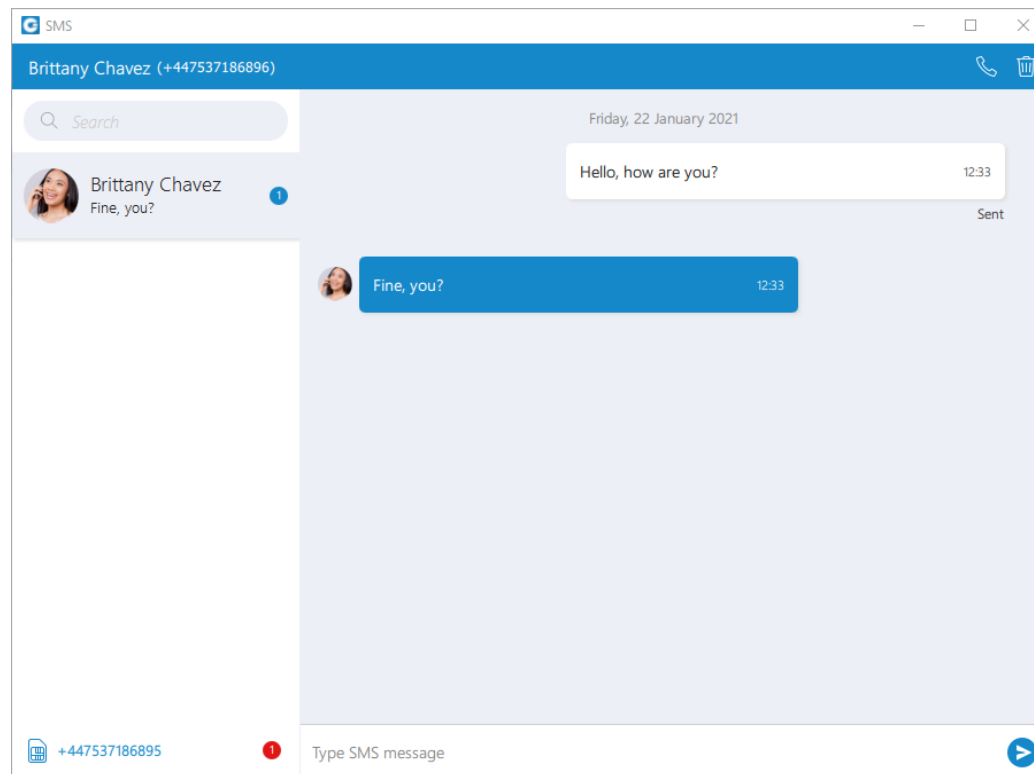 SMS
Brittany Chavez (+447537186896)
Search
Brittany Chavez
Fine, you?
1
Friday, 22 January 2021
Hello, how are you? 12:33
Sent
Fine, you? 12:33
+447537186895
1
Type SMS message